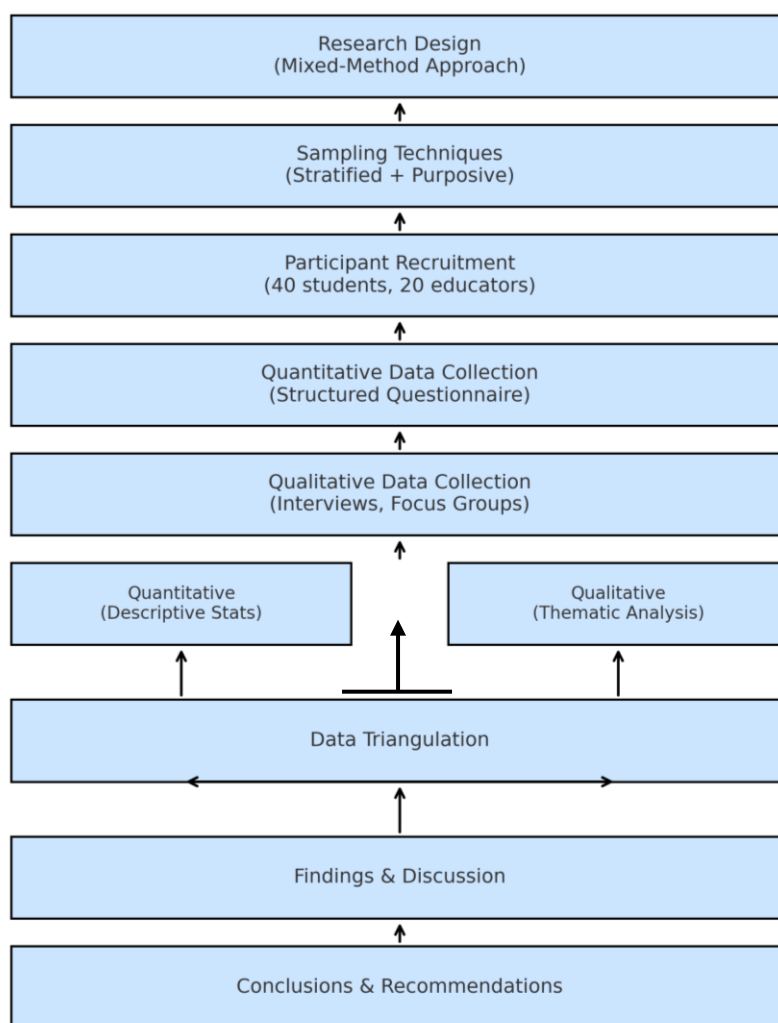 Research Design
(Mixed-Method Approach)
Sampling Techniques
(Stratified + Purposive)
Participant Recruitment
(40 students, 20 educators)
Quantitative Data Collection
(Structured Questionnaire)
Qualitative Data Collection
(Interviews, Focus Groups)
Quantitative
(Descriptive Stats)
Qualitative
(Thematic Analysis)
Data Triangulation
Findings & Discussion
Conclusions & Recommendations